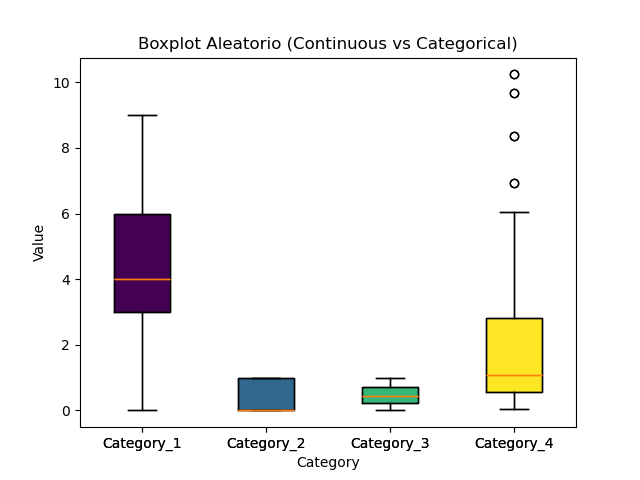 Boxplot Aleatorio (Continuous vs Categorical)
10
8
6
4
2
0
Value
Category_1 Category_2 Category_3 Category_4
Category